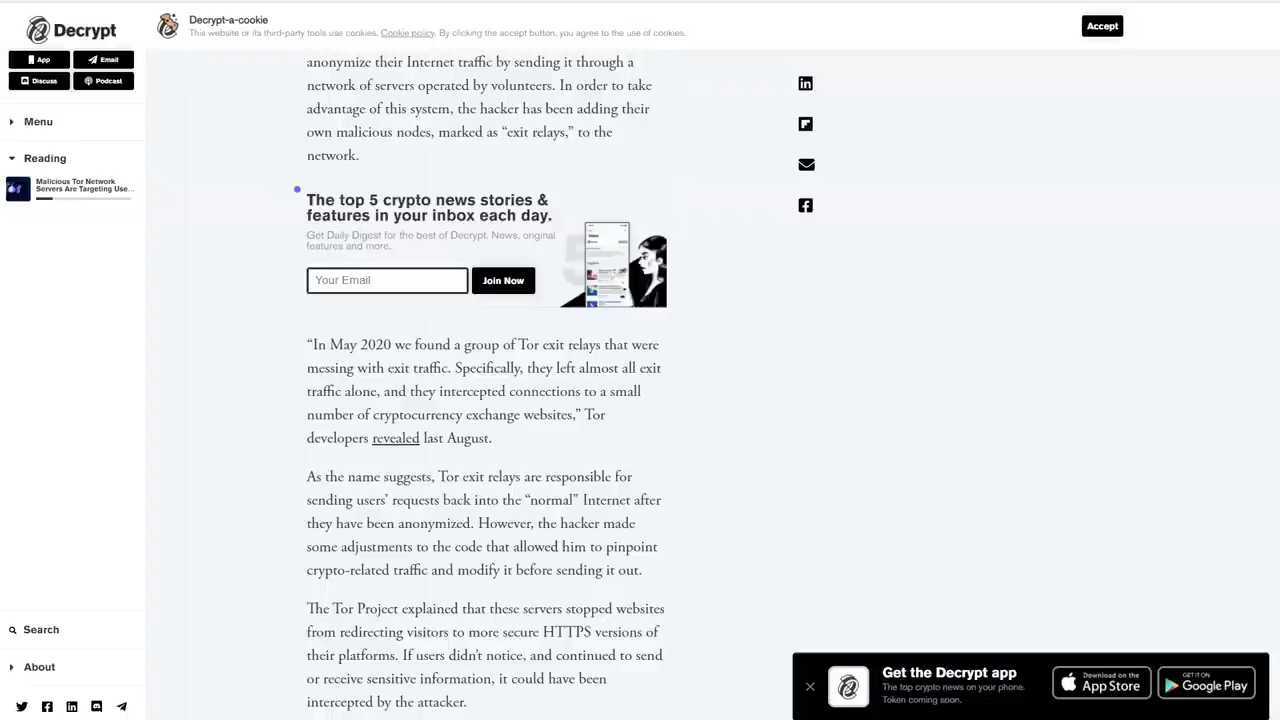 Decrypt
App
Email
Discuss
Podcast
Menu
Reading
Malicious Tor Network
Servers Are Targeting Use...
Search
About
Decrypt-a-cookie
This website or its third-party tools use cookies. Cookie policy. By clicking the accept button, you agree to the use of cookies.
Accept
anonymize their Internet traffic by sending it through a
network of servers operated by volunteers. In order to take
advantage of this system, the hacker has been adding their
own malicious nodes, marked as “exit relays,” to the
network.
The top 5 crypto news stories &
features in your inbox each day.
Get Daily Digest for the best of Decrypt. News, original
features and more.
Your Email
Join Now
“In May 2020 we found a group of Tor exit relays that were
messing with exit traffic. Specifically, they left almost all exit
traffic alone, and they intercepted connections to a small
number of cryptocurrency exchange websites,” Tor
developers revealed last August.
As the name suggests, Tor exit relays are responsible for
sending users’ requests back into the “normal” Internet after
they have been anonymized. However, the hacker made
some adjustments to the code that allowed him to pinpoint
crypto-related traffic and modify it before sending it out.
The Tor Project explained that these servers stopped websites
from redirecting visitors to more secure HTTPS versions of
their platforms. If users didn’t notice, and continued to send
or receive sensitive information, it could have been
intercepted by the attacker.
Get the Decrypt app
The top crypto news on your phone.
Token coming soon.
Download on the
App Store
GET IT ON
Google Play